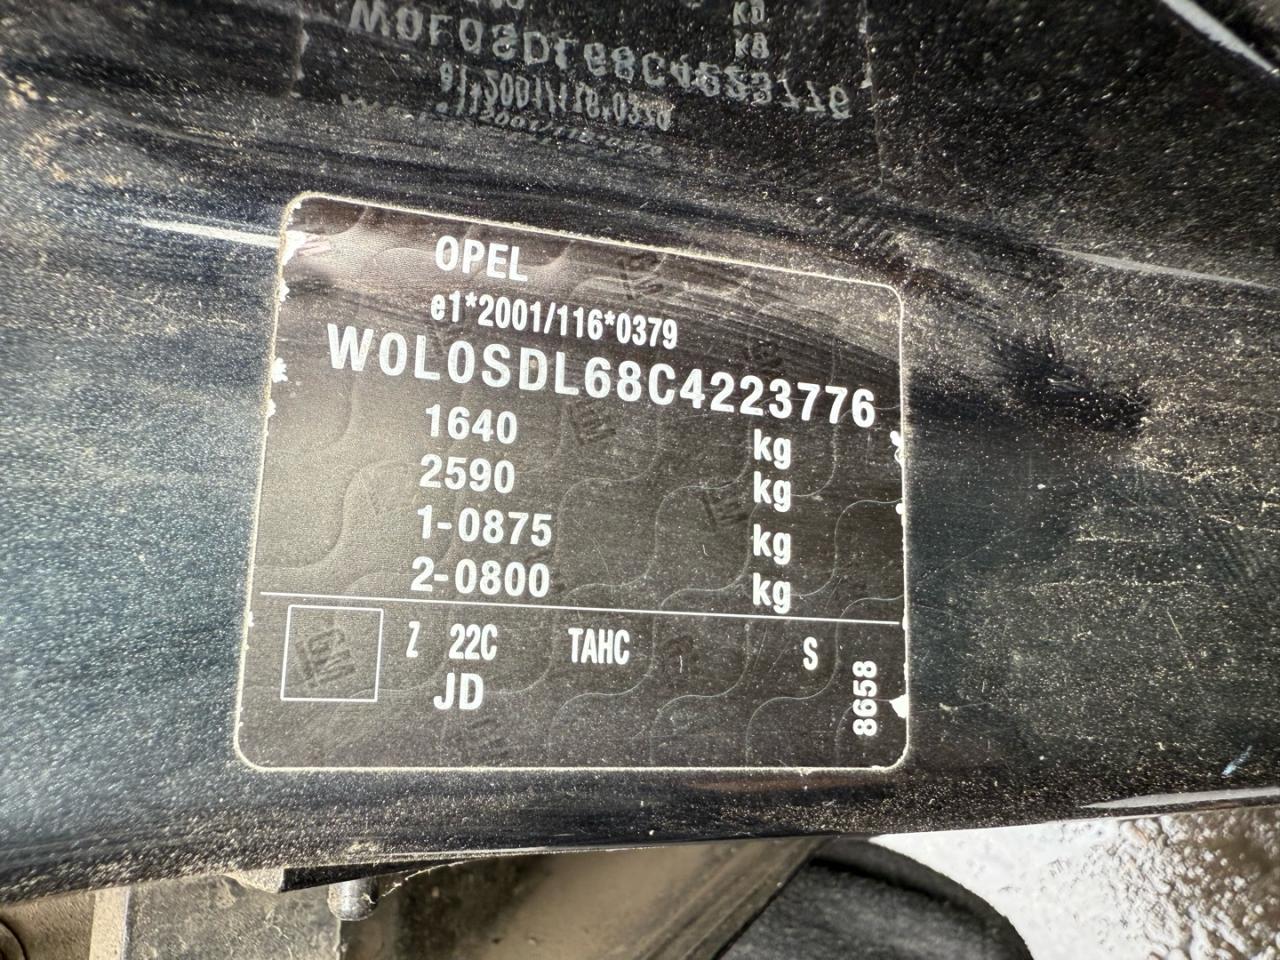 OPEL
e1*2001/116*0379
W0L0SDL68C4223776
1640 kg
2590 kg
1-0875 kg
2-0800 kg
Z 22C TAHC S
JD
8658